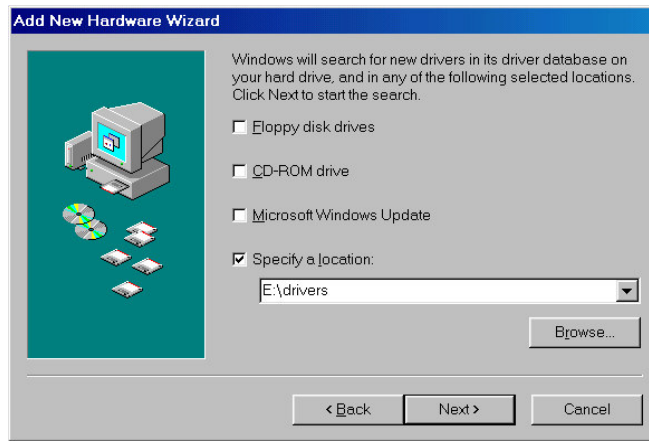 Add New Hardware Wizard
Windows will search for new drivers in its driver database on
your hard drive, and in any of the following selected locations.
Click Next to start the search.
Floppy disk drives
CD-ROM drive
Microsoft Windows Update
Specify a location:
E:\drivers
Browse...
< Back
Next >
Cancel